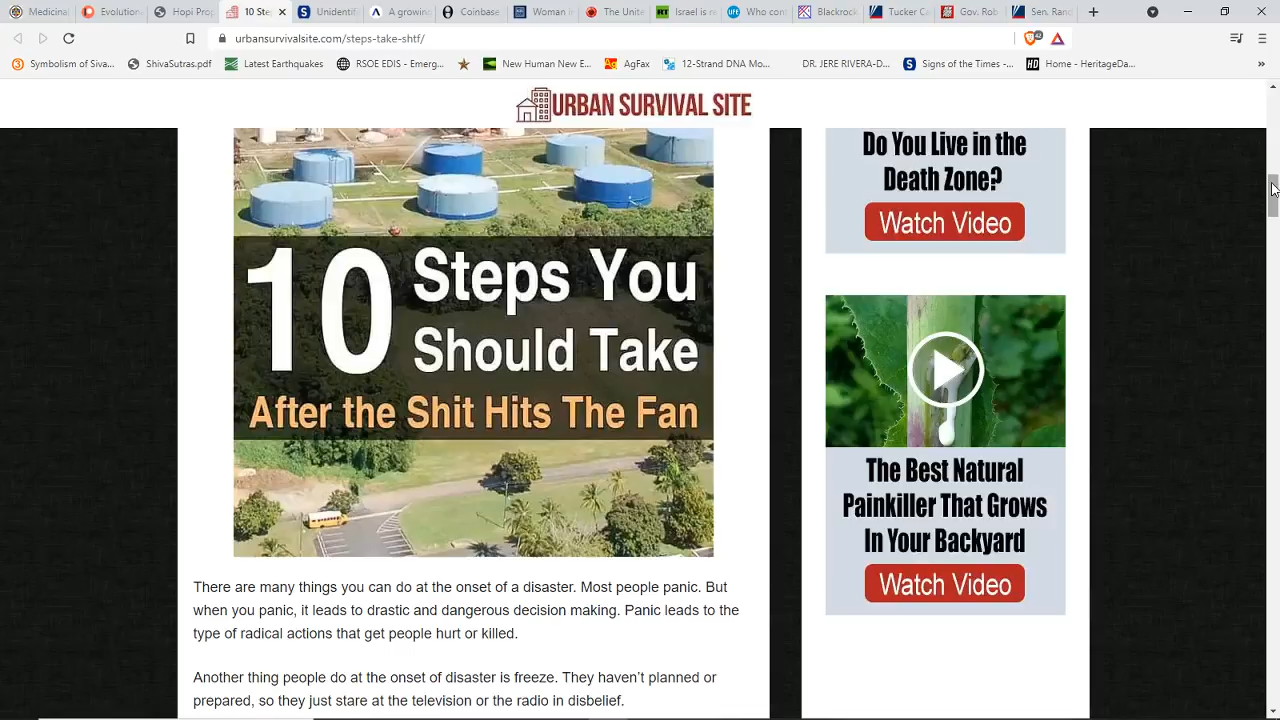 Medicinal
Evolution
Hopi Prop
10 Ste
Unidentif
A growin
Coinbase
Woman in
The Unite
Israel is re
Who cont
Blackrock
Tucker Ca
Gov. Rob
Sen. Rand
urbansurvivalsite.com/steps-take-shtf/
42
Symbolism of Siva...
ShivaSutras.pdf
Latest Earthquakes
RSOE EDIS - Emerg...
New Human New E...
AgFax
12-Strand DNA Mo...
DR. JERE RIVERA-D...
Signs of the Times -...
Home - HeritageDa...
URBAN SURVIVAL SITE
10 Steps You
Should Take
After the Shit Hits The Fan
There are many things you can do at the onset of a disaster. Most people panic. But
when you panic, it leads to drastic and dangerous decision making. Panic leads to the
type of radical actions that get people hurt or killed.
Another thing people do at the onset of disaster is freeze. They haven’t planned or
prepared, so they just stare at the television or the radio in disbelief.
Do You Live in the
Death Zone?
Watch Video
The Best Natural
Painkiller That Grows
In Your Backyard
Watch Video